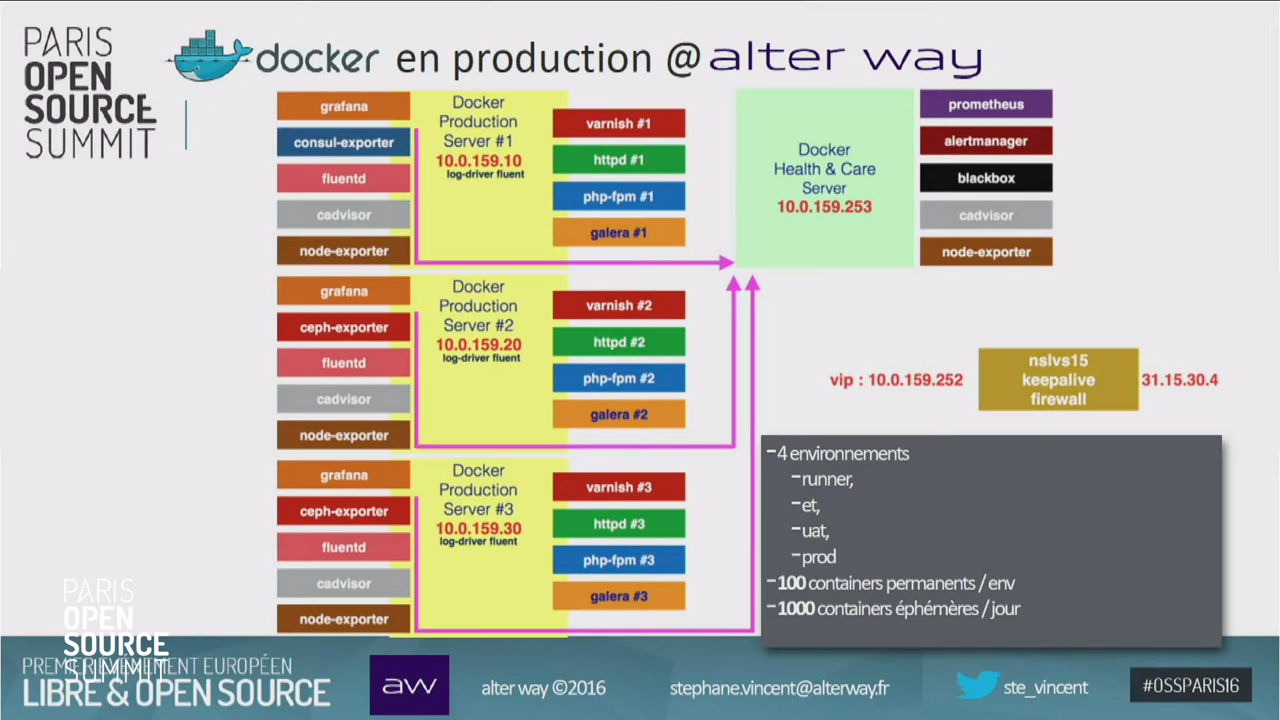 PARIS
OPEN
SOURCE
SUMMIT
docker en production @ alter way
grafana
consul-exporter
fluentd
cadvisor
node-exporter
Docker
Production
Server #1
10.0.159.10
log-driver fluent
varnish #1
httpd #1
php-fpm #1
galera #1
Docker
Health & Care
Server
10.0.159.253
prometheus
alertmanager
blackbox
cadvisor
node-exporter
grafana
ceph-exporter
fluentd
cadvisor
node-exporter
Docker
Production
Server #2
10.0.159.20
log-driver fluent
varnish #2
httpd #2
php-fpm #2
galera #2
vip : 10.0.159.252
nslvs15
keepalive
firewall
31.15.30.4
grafana
ceph-exporter
fluentd
cadvisor
node-exporter
Docker
Production
Server #3
10.0.159.30
log-driver fluent
varnish #3
httpd #3
php-fpm #3
galera #3
-4 environnements
-runner,
-et,
-uat,
-prod
-100 containers permanents / env
-1000 containers éphémères / jour
PARIS
OPEN
SOURCE
SUMMIT
PREMIER ÉVÉNEMENT EUROPÉEN
LIBRE & OPEN SOURCE
aw
alter way ©2016
stephane.vincent@alterway.fr
ste_vincent
#OSSPARIS16